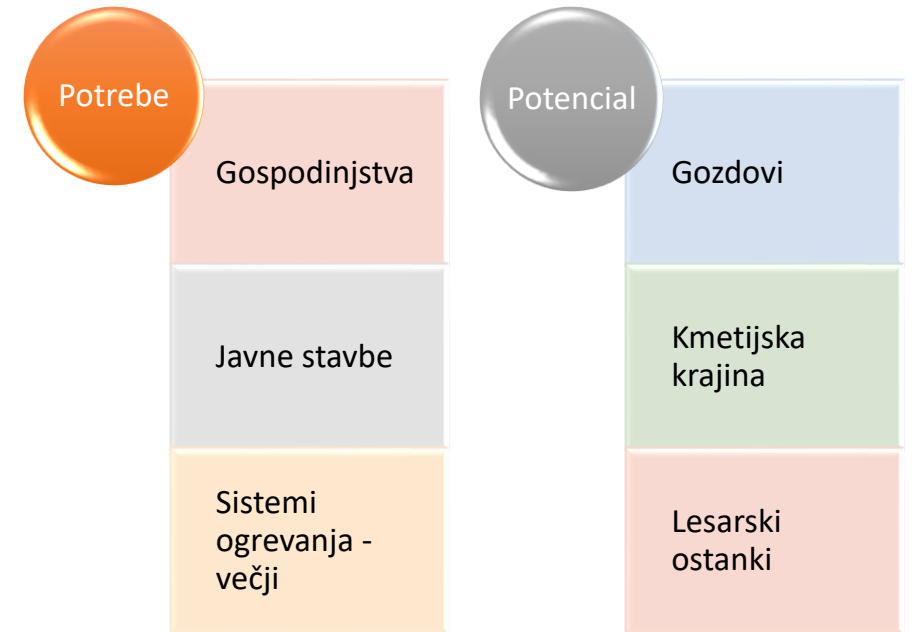 Potrebe
Gospodinjstva
Javne stavbe
Sistemi
ogrevanja -
večji
Potencial
Gozdovi
Kmetijska
krajina
Lesarski
ostanki